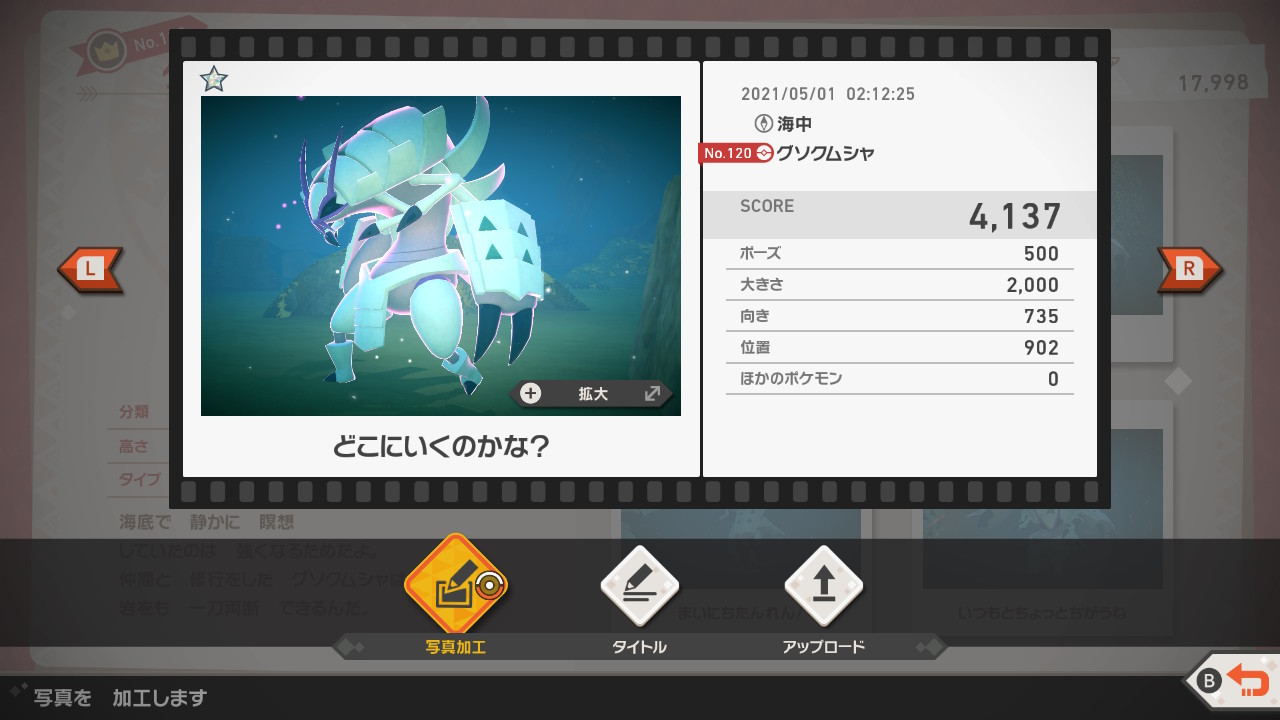 No.1
17,998
2021/05/01 02:12:25
海中
No.120 グソクムシャ
SCORE 4,137
ポーズ 500
大きさ 2,000
向き 735
位置 902
ほかのポケモン 0
L
R
拡大
どこにいくのかな?
分類
高さ
タイプ
海底で 静かに 瞑想
していたのは 強くなるためだよ。
仲間と 修行をした グソクムシャは
一刀両断 できるんだ。
まいにちたんれん
いつもとちょっとちがうね
写真加工
タイトル
アップロード
写真を 加工します
B